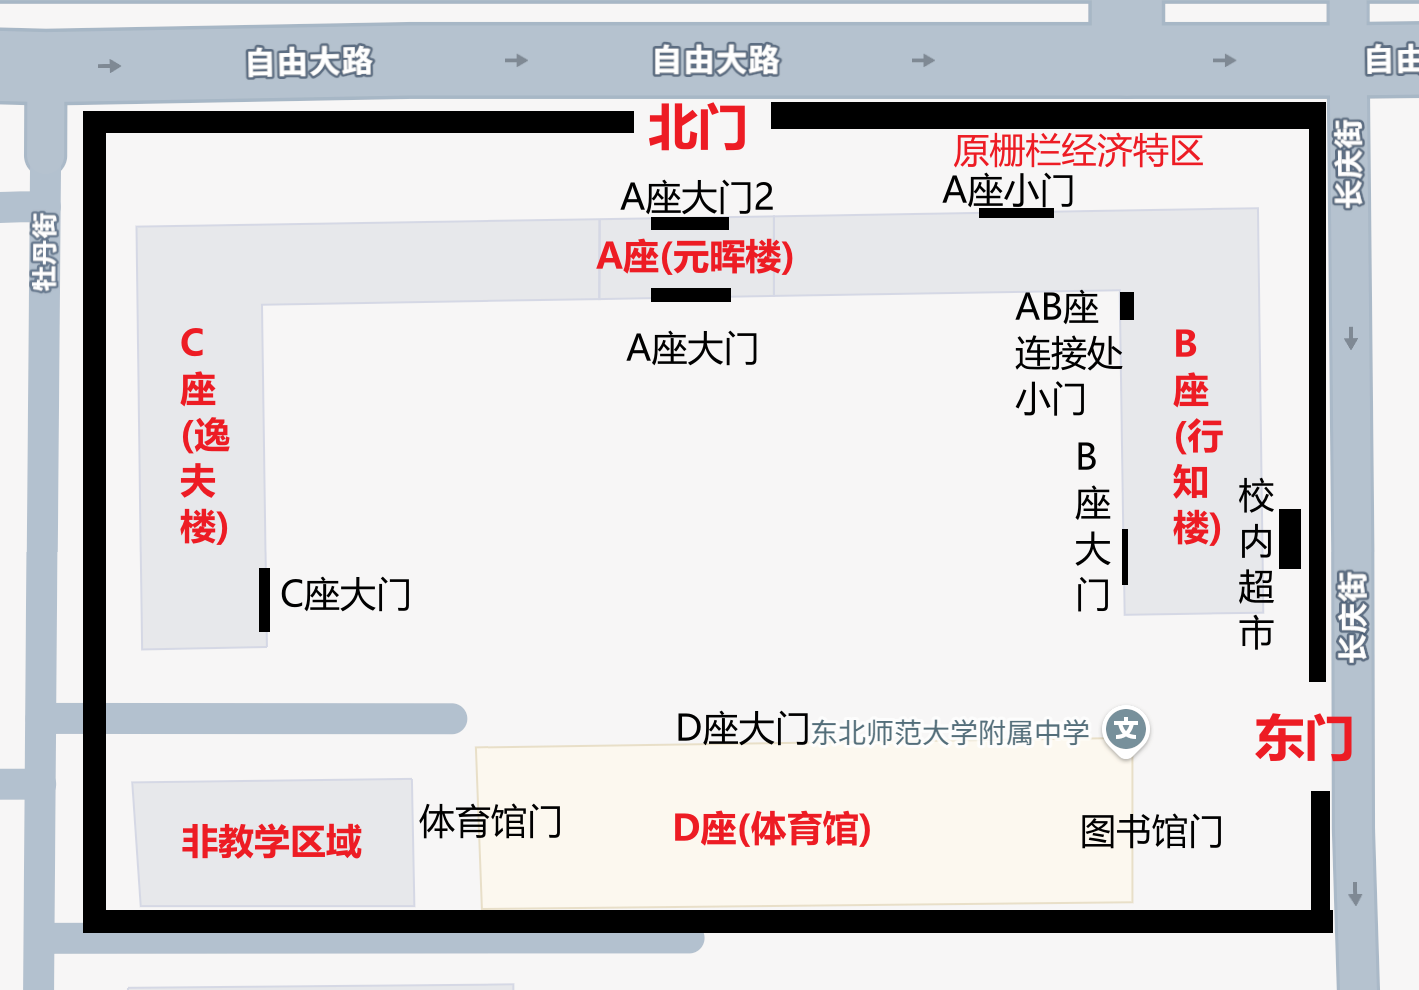 自由大路
自由大路
自由
北门
原栅栏经济特区
长庆街
A座大门2
A座小门
牡丹街
A座(元晖楼)
AB座
连接处
小门
A座大门
C
座
(逸
夫
楼)
B
座
(行
知
楼)
B
座
大
门
校
内
超
市
C座大门
长庆街
D座大门
东北师范大学附属中学
文
东门
体育馆门
D座(体育馆)
图书馆门
非教学区域